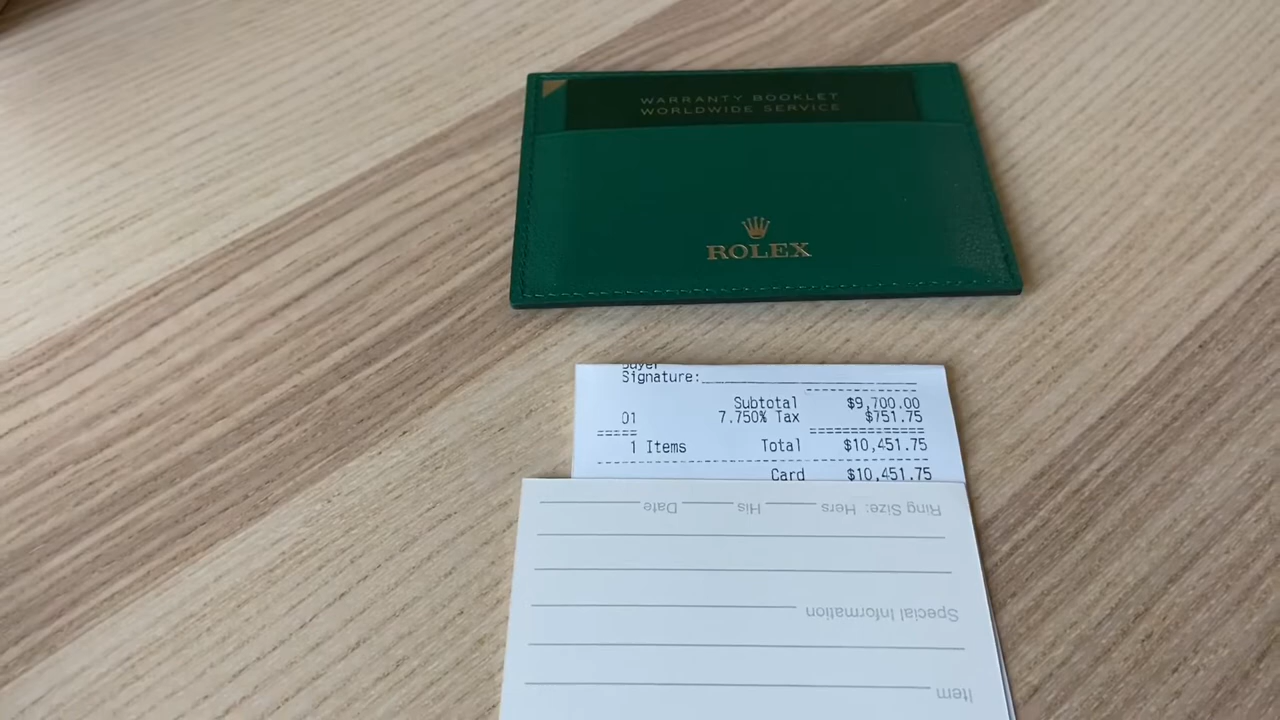 WARRANTY BOOKLET
WORLDWIDE SERVICE
ROLEX
Buyer
Signature:
Subtotal $9,700.00
01 7.750% Tax $751.75
1 Items Total $10,451.75
Card $10,451.75
Ring Size: Hers His Date
Special Information
Item